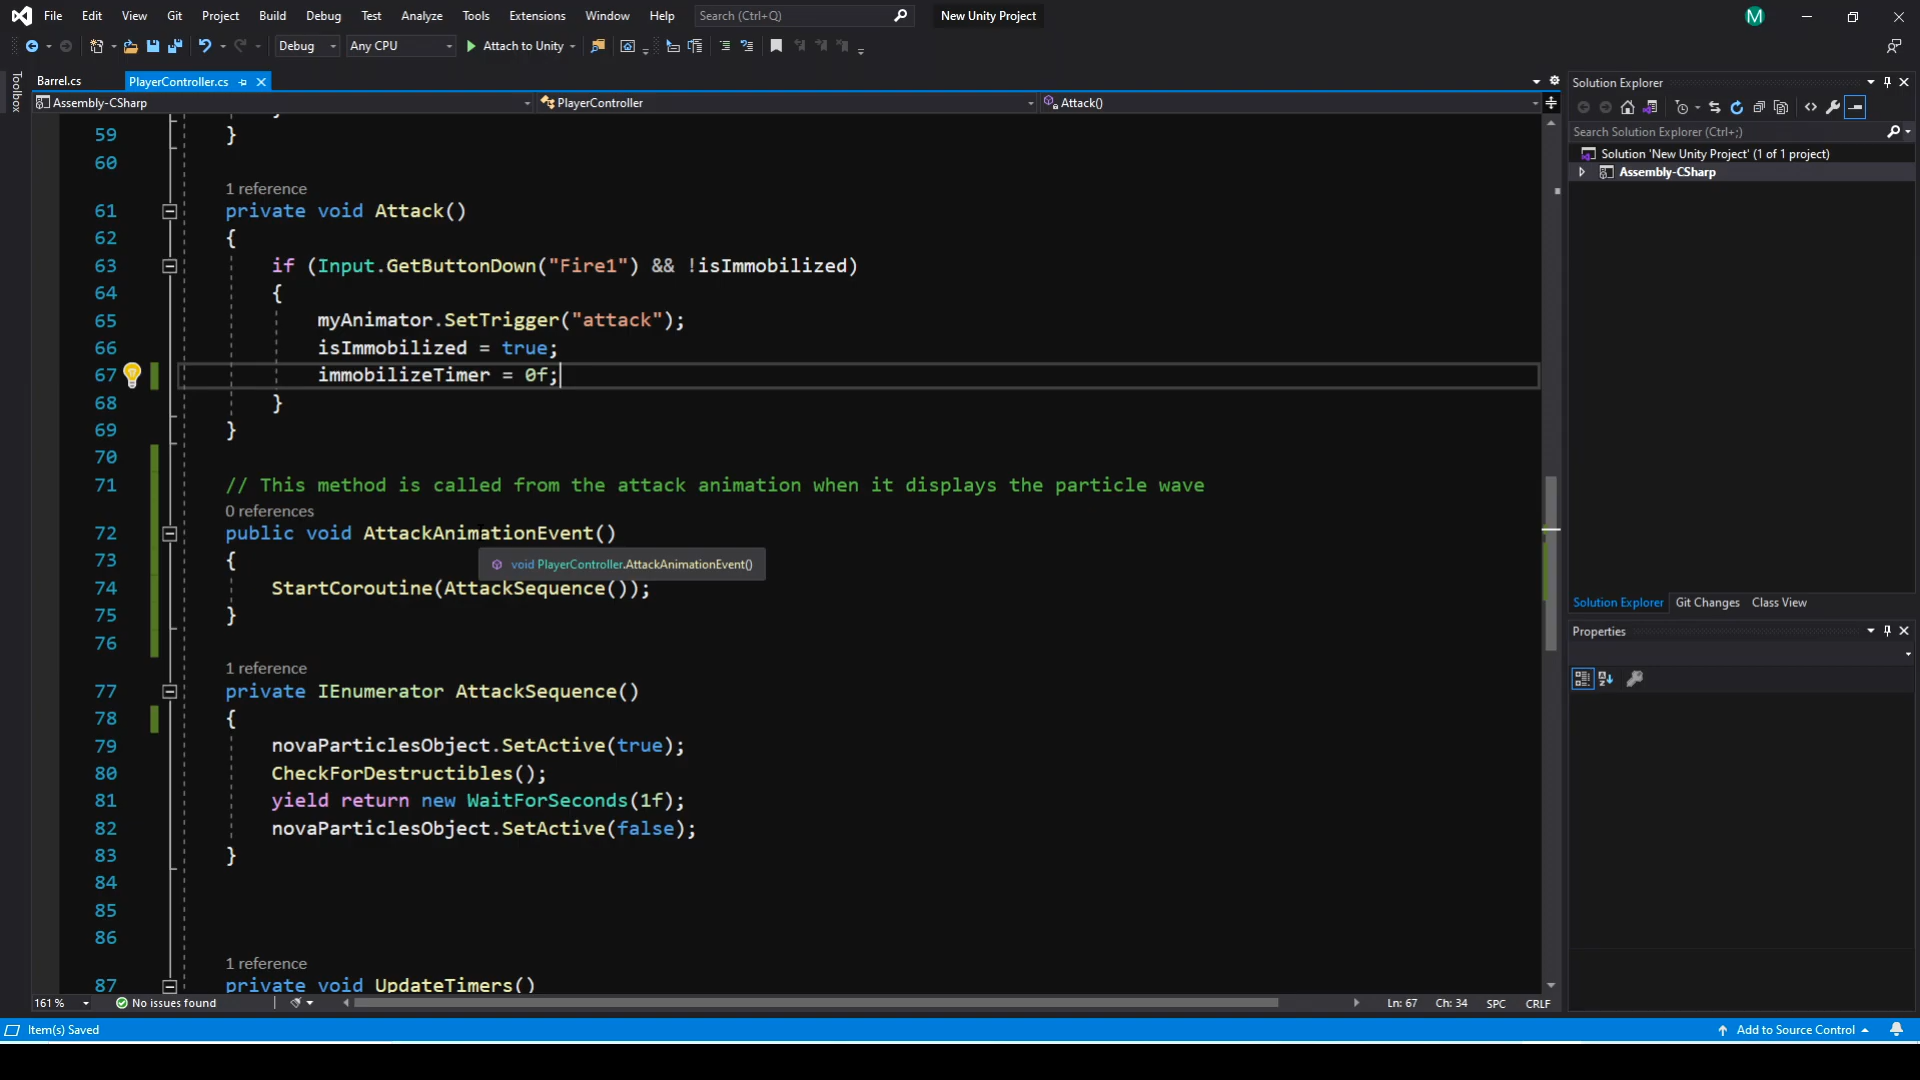 File Edit View Git Project Build Debug Test Analyze Tools Extensions Window Help Search (Ctrl+Q) New Unity Project M
Debug Any CPU Attach to Unity
Toolbox
Barrel.cs PlayerController.cs
Assembly-CSharp PlayerController Attack()
59 }
60
1 reference
61 private void Attack()
62 {
63 if (Input.GetButtonDown("Fire1") && !isImmobilized)
64 {
65 myAnimator.SetTrigger("attack");
66 isImmobilized = true;
67 immobilizeTimer = 0f;
68 }
69 }
70
71 // This method is called from the attack animation when it displays the particle wave
0 references
72 public void AttackAnimationEvent()
73 {
void PlayerController.AttackAnimationEvent()
74 StartCoroutine(AttackSequence());
75 }
76
1 reference
77 private IEnumerator AttackSequence()
78 {
79 novaParticlesObject.SetActive(true);
80 CheckForDestructibles();
81 yield return new WaitForSeconds(1f);
82 novaParticlesObject.SetActive(false);
83 }
84
85
86
1 reference
87 private void UpdateTimers()
161 % No issues found Ln: 67 Ch: 34 SPC CRLF
Solution Explorer
Search Solution Explorer (Ctrl+;)
Solution 'New Unity Project' (1 of 1 project)
Assembly-CSharp
Solution Explorer Git Changes Class View
Properties
Item(s) Saved Add to Source Control